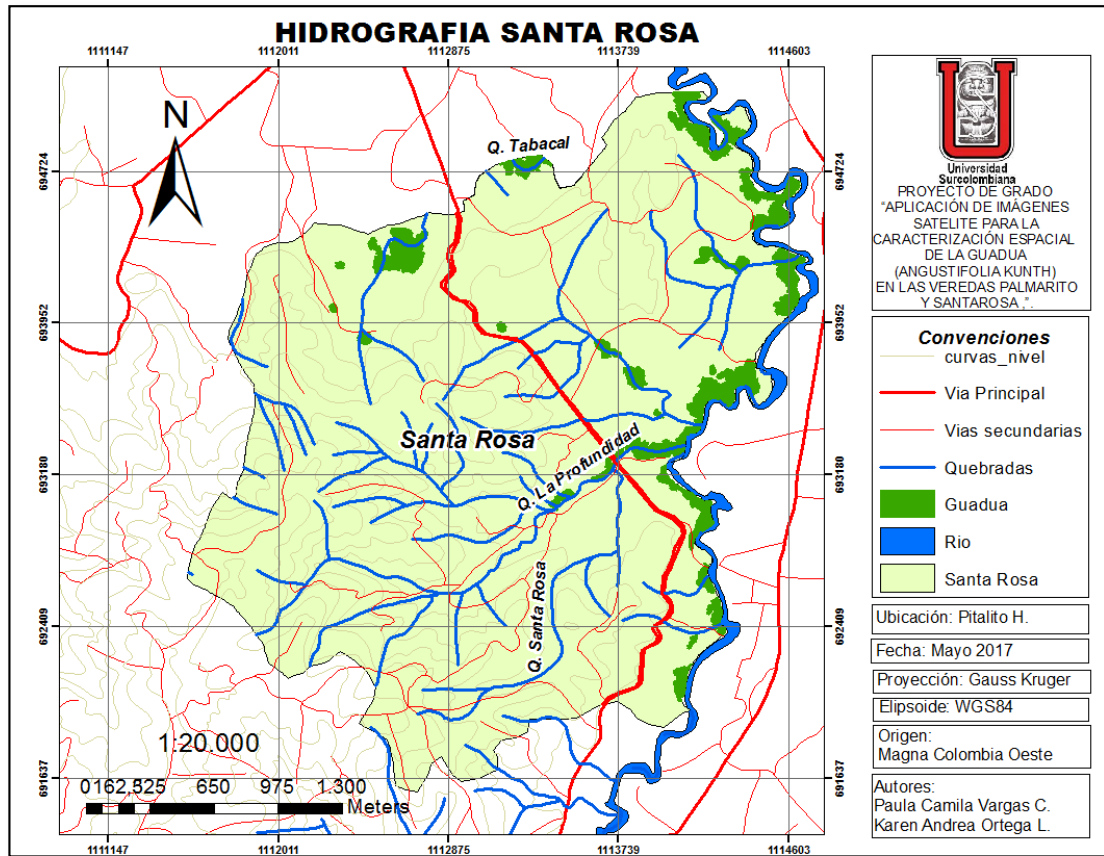 HIDROGRAFIA SANTA ROSA
1111147
1112011
1112875
1113739
1114603
N
694724
694724
693952
693952
693180
693180
692409
692409
691637
691637
Q. Tabacal
Santa Rosa
Q. La Profundidad
Q. Santa Rosa
1:20.000
0162,5325
650
975
1.300
Meters
1111147
1112011
1112875
1113739
1114603
Universidad
Surcolombiana
PROYECTO DE GRADO
"APLICACIÓN DE IMÁGENES
SATELITE PARA LA
CARACTERIZACIÓN ESPACIAL
DE LA GUADUA
(ANGUSTIFOLIA KUNTH)
EN LAS VEREDAS PALMARITO
Y SANTAROSA ,".
Convenciones
curvas_nivel
Via Principal
Vias secundarias
Quebradas
Guadua
Rio
Santa Rosa
Ubicación: Pitalito H.
Fecha: Mayo 2017
Proyección: Gauss Kruger
Elipsoide: WGS84
Origen:
Magna Colombia Oeste
Autores:
Paula Camila Vargas C.
Karen Andrea Ortega L.